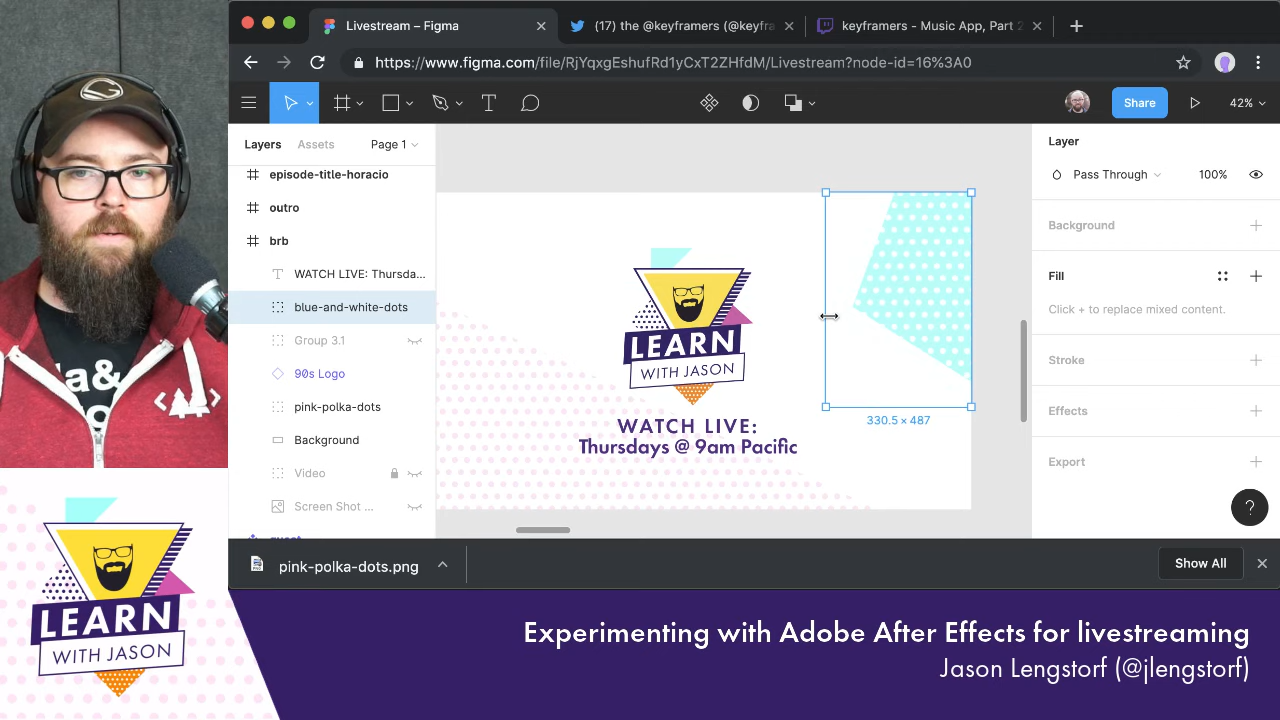 Livestream – Figma
(17) the @keyframers (@keyfra
keyframers - Music App, Part 2
https://www.figma.com/file/RjYqxgEshufRd1yCxT2ZHfdM/Livestream?node-id=16%3A0
Share
42%
Layers
Assets
Page 1
episode-title-horacio
outro
brb
WATCH LIVE: Thursda...
blue-and-white-dots
Group 3.1
90s Logo
pink-polka-dots
Background
Video
Screen Shot ...
LEARN
WITH JASON
WATCH LIVE:
Thursdays @ 9am Pacific
330.5 × 487
Layer
Pass Through
100%
Background
Fill
Click + to replace mixed content.
Stroke
Effects
Export
?
pink-polka-dots.png
Show All
LEARN
WITH JASON
Experimenting with Adobe After Effects for livestreaming
Jason Lengstorf (@jlengstorf)